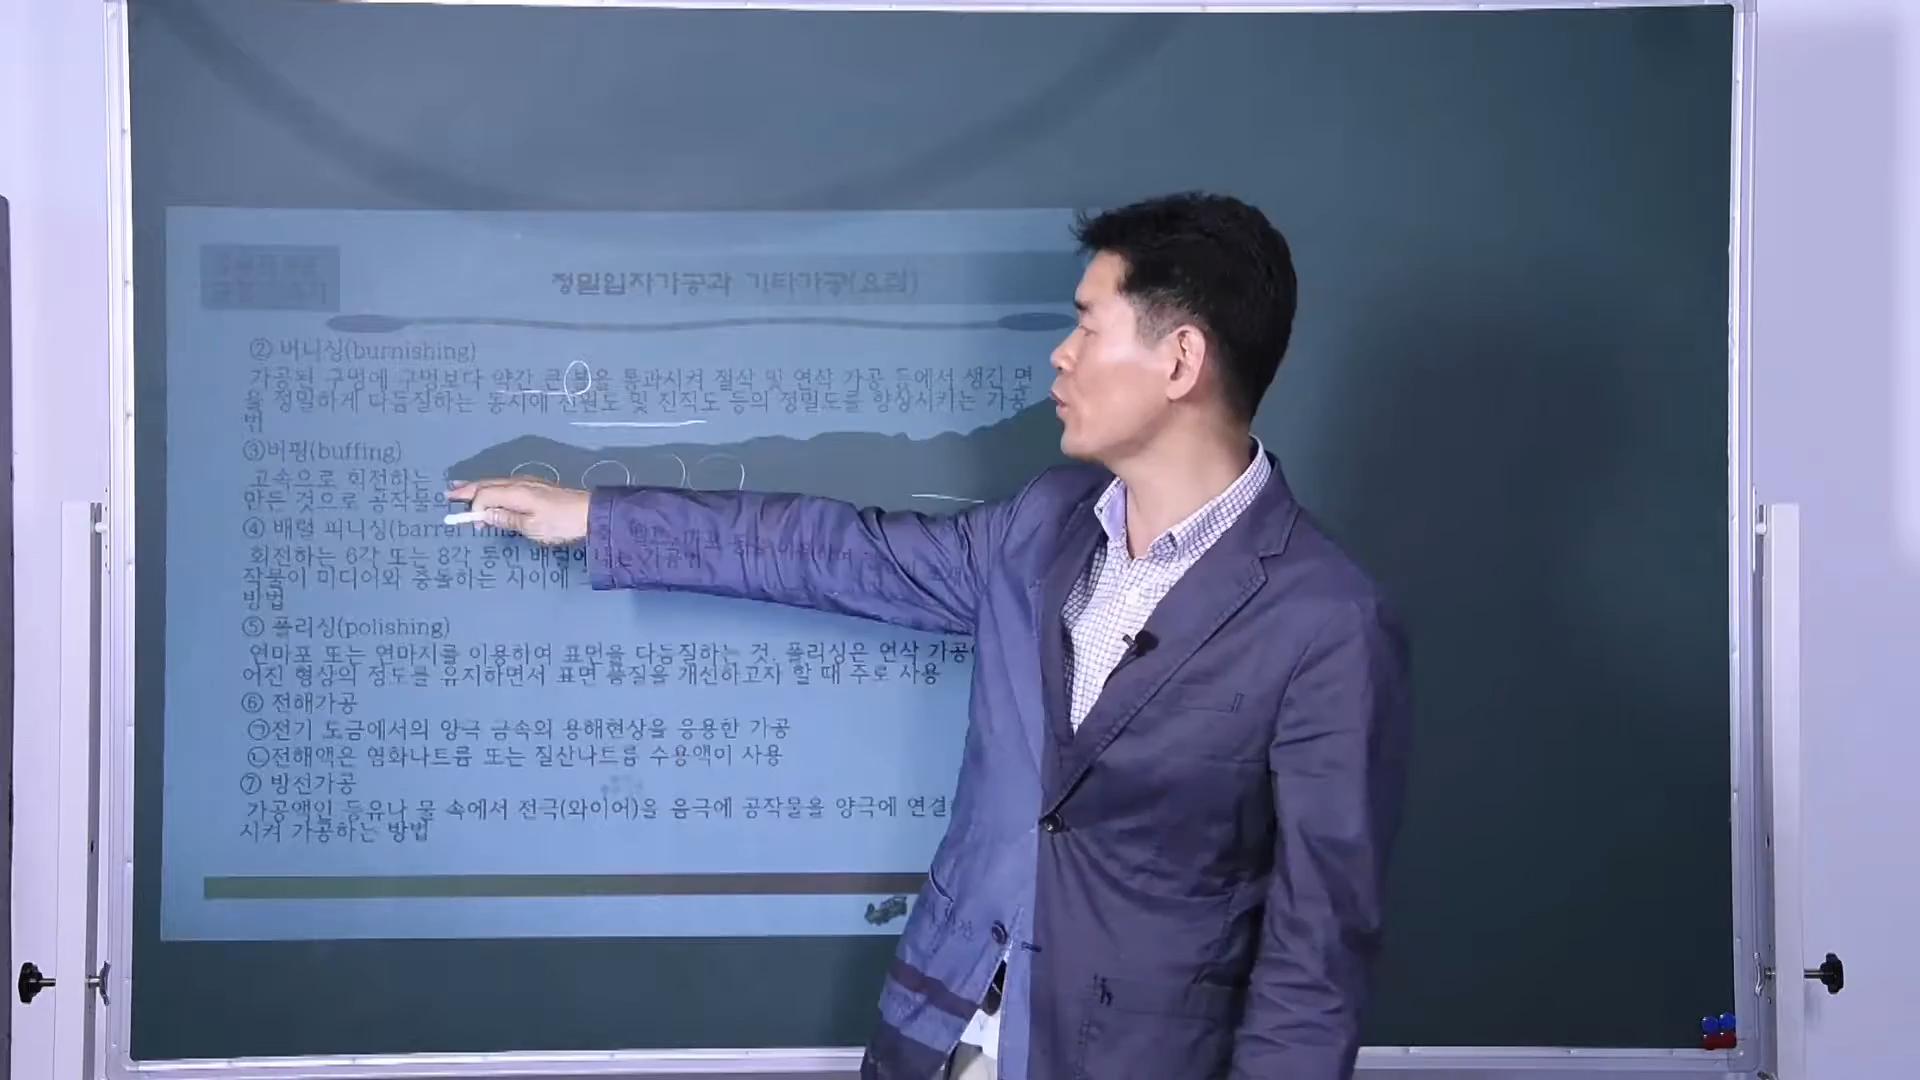 정밀입자가공과 기타가공(요점)
② 버니싱(burnishing)
가공된 구멍에 구멍보다 약간 큰 볼을 통과시켜 절삭 및 연삭 가공 등에서 생긴 면
을 정밀하게 다듬질하는 동시에 진원도 및 진직도 등의 정밀도를 향상시키는 가공
법
③버핑(buffing)
고속으로 회전하는
만든 것으로 공작물의
④ 배럴 피니싱(barrel finis
회전하는 6각 또는 8각 통인 배럴에 내는 가공법
작물이 미디어와 충돌하는 사이에
방법
⑤ 폴리싱(polishing)
연마포 또는 연마지를 이용하여 표면을 다듬질하는 것. 폴리싱은 연삭 가공
어진 형상의 정도를 유지하면서 표면 품질을 개선하고자 할 때 주로 사용
⑥ 전해가공
㉠전기 도금에서의 양극 금속의 용해현상을 응용한 가공
㉡전해액은 염화나트륨 또는 질산나트륨 수용액이 사용
⑦ 방전가공
가공액인 등유나 물 속에서 전극(와이어)을 음극에 공작물을 양극에 연결
시켜 가공하는 방법